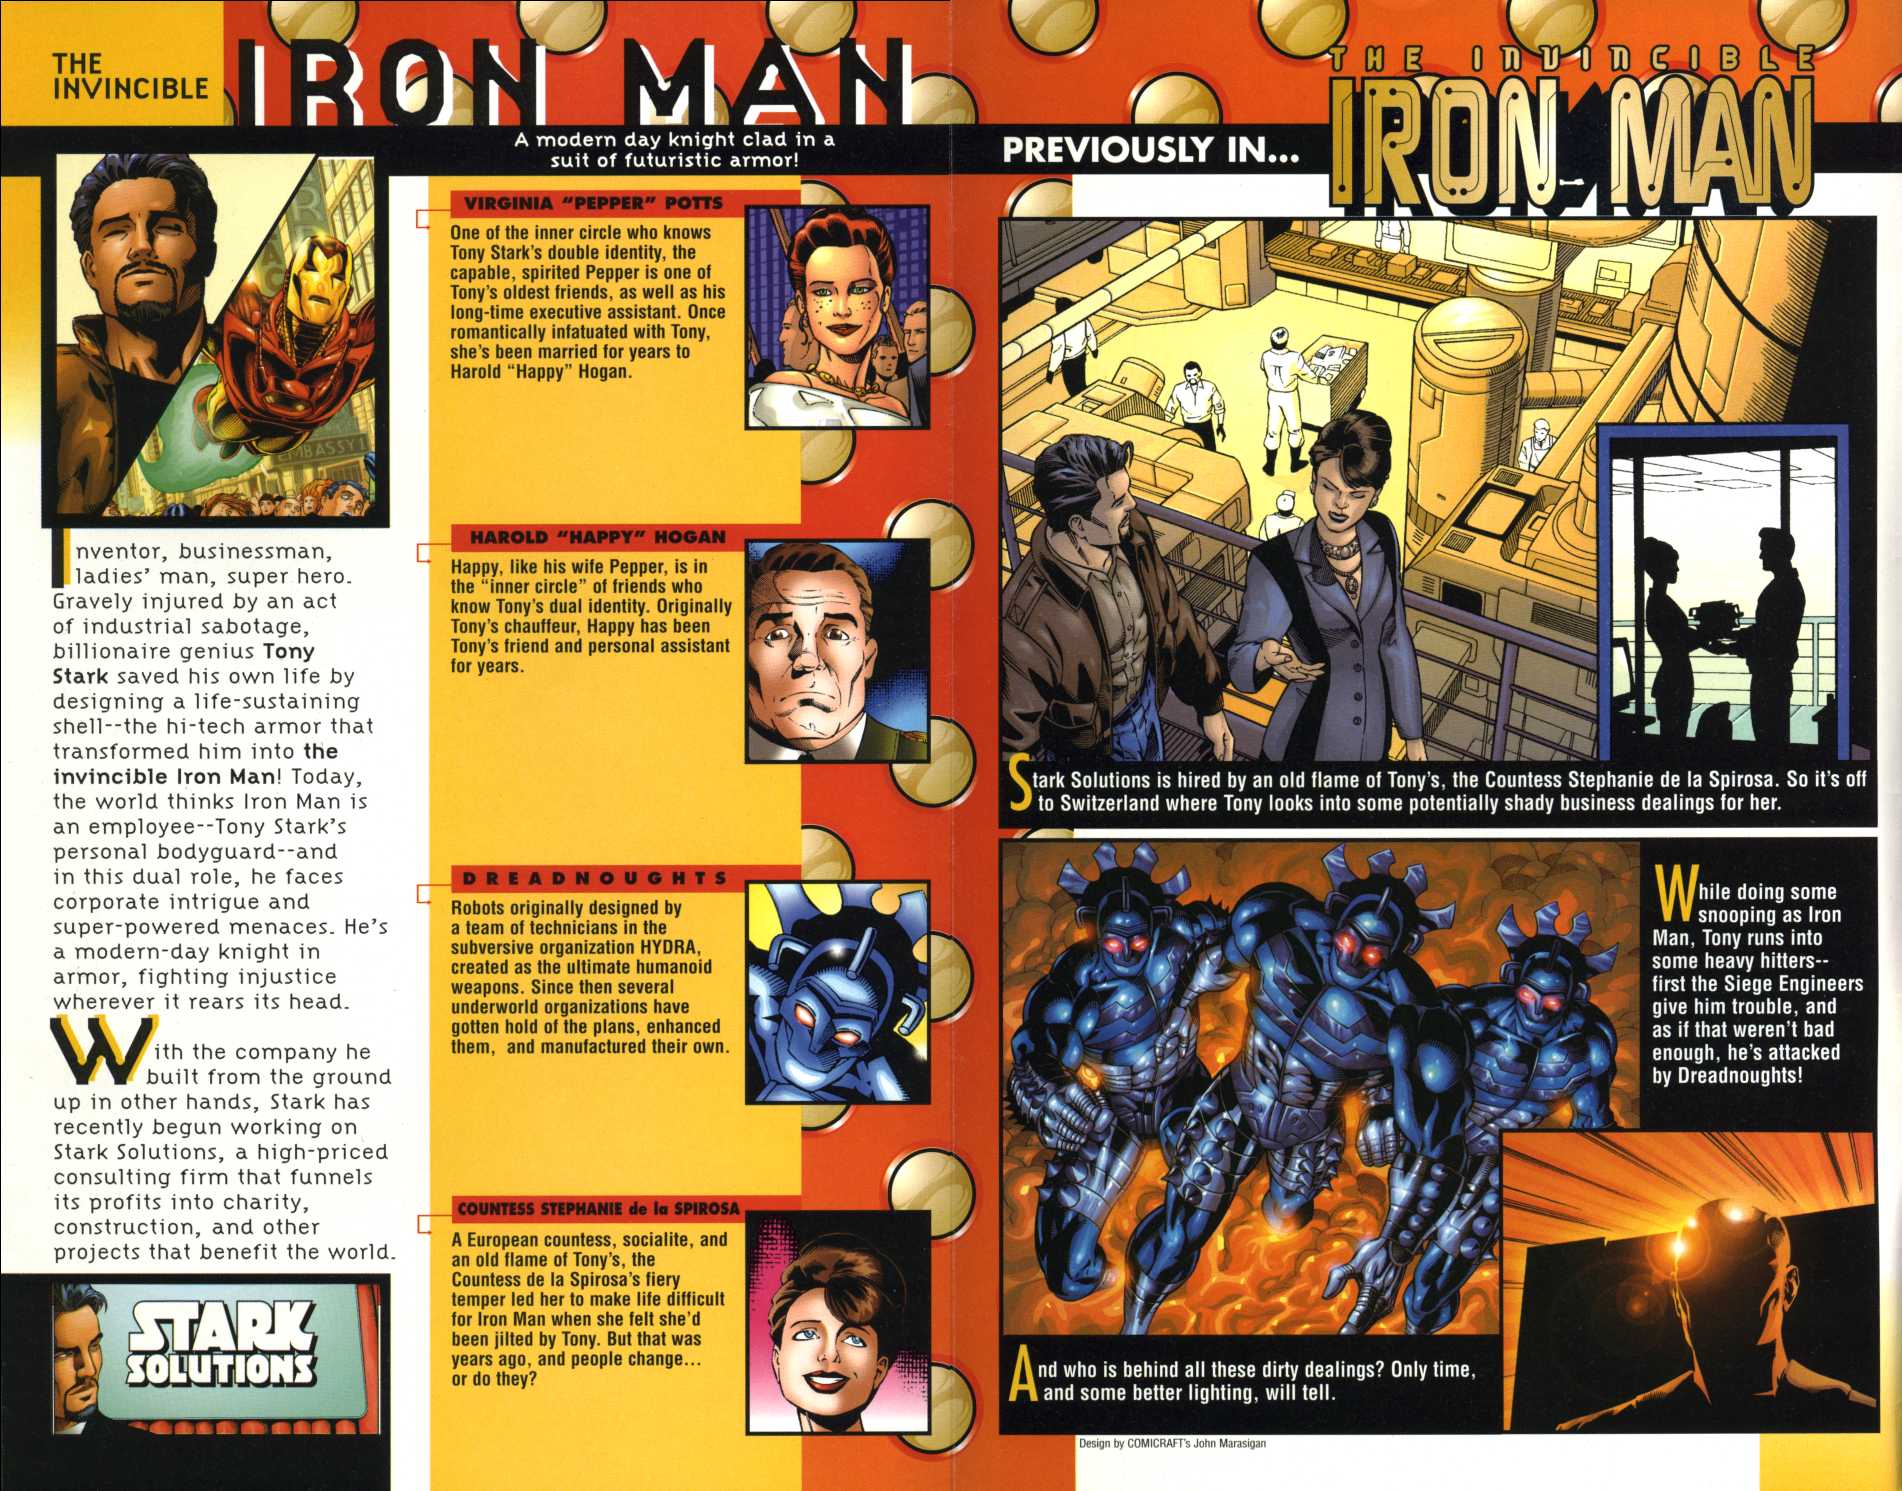 THE
INVINCIBLE
IRON MAN
A modern day knight clad in a
suit of futuristic armor!
EMBASSY
Inventor, businessman,
ladies' man, super hero.
Gravely injured by an act
of industrial sabotage,
billionaire genius Tony
Stark saved his own life by
designing a life-sustaining
shell--the hi-tech armor that
transformed him into the
invincible Iron Man! Today,
the world thinks Iron Man is
an employee--Tony Stark's
personal bodyguard--and
in this dual role, he faces
corporate intrigue and
super-powered menaces. He's
a modern-day knight in
armor, fighting injustice
wherever it rears its head.
With the company he
built from the ground
up in other hands, Stark has
recently begun working on
Stark Solutions, a high-priced
consulting firm that funnels
its profits into charity,
construction, and other
projects that benefit the world.
STARK
SOLUTIONS
VIRGINIA "PEPPER" POTTS
One of the inner circle who knows
Tony Stark's double identity, the
capable, spirited Pepper is one of
Tony's oldest friends, as well as his
long-time executive assistant. Once
romantically infatuated with Tony,
she's been married for years to
Harold "Happy" Hogan.
HAROLD "HAPPY" HOGAN
Happy, like his wife Pepper, is in
the "inner circle" of friends who
know Tony's dual identity. Originally
Tony's chauffeur, Happy has been
Tony's friend and personal assistant
for years.
DREADNOUGHTS
Robots originally designed by
a team of technicians in the
subversive organization HYDRA,
created as the ultimate humanoid
weapons. Since then several
underworld organizations have
gotten hold of the plans, enhanced
them, and manufactured their own.
COUNTESS STEPHANIE de la SPIROSA
A European countess, socialite, and
an old flame of Tony's, the
Countess de la Spirosa's fiery
temper led her to make life difficult
for Iron Man when she felt she'd
been jilted by Tony. But that was
years ago, and people change...
or do they?
PREVIOUSLY IN...
THE INVINCIBLE
IRON MAN
Stark Solutions is hired by an old flame of Tony's, the Countess Stephanie de la Spirosa. So it's off
to Switzerland where Tony looks into some potentially shady business dealings for her.
While doing some
snooping as Iron
Man, Tony runs into
some heavy hitters--
first the Siege Engineers
give him trouble, and
as if that weren't bad
enough, he's attacked
by Dreadnoughts!
And who is behind all these dirty dealings? Only time,
and some better lighting, will tell.
Design by COMICRAFT's John Marasigan